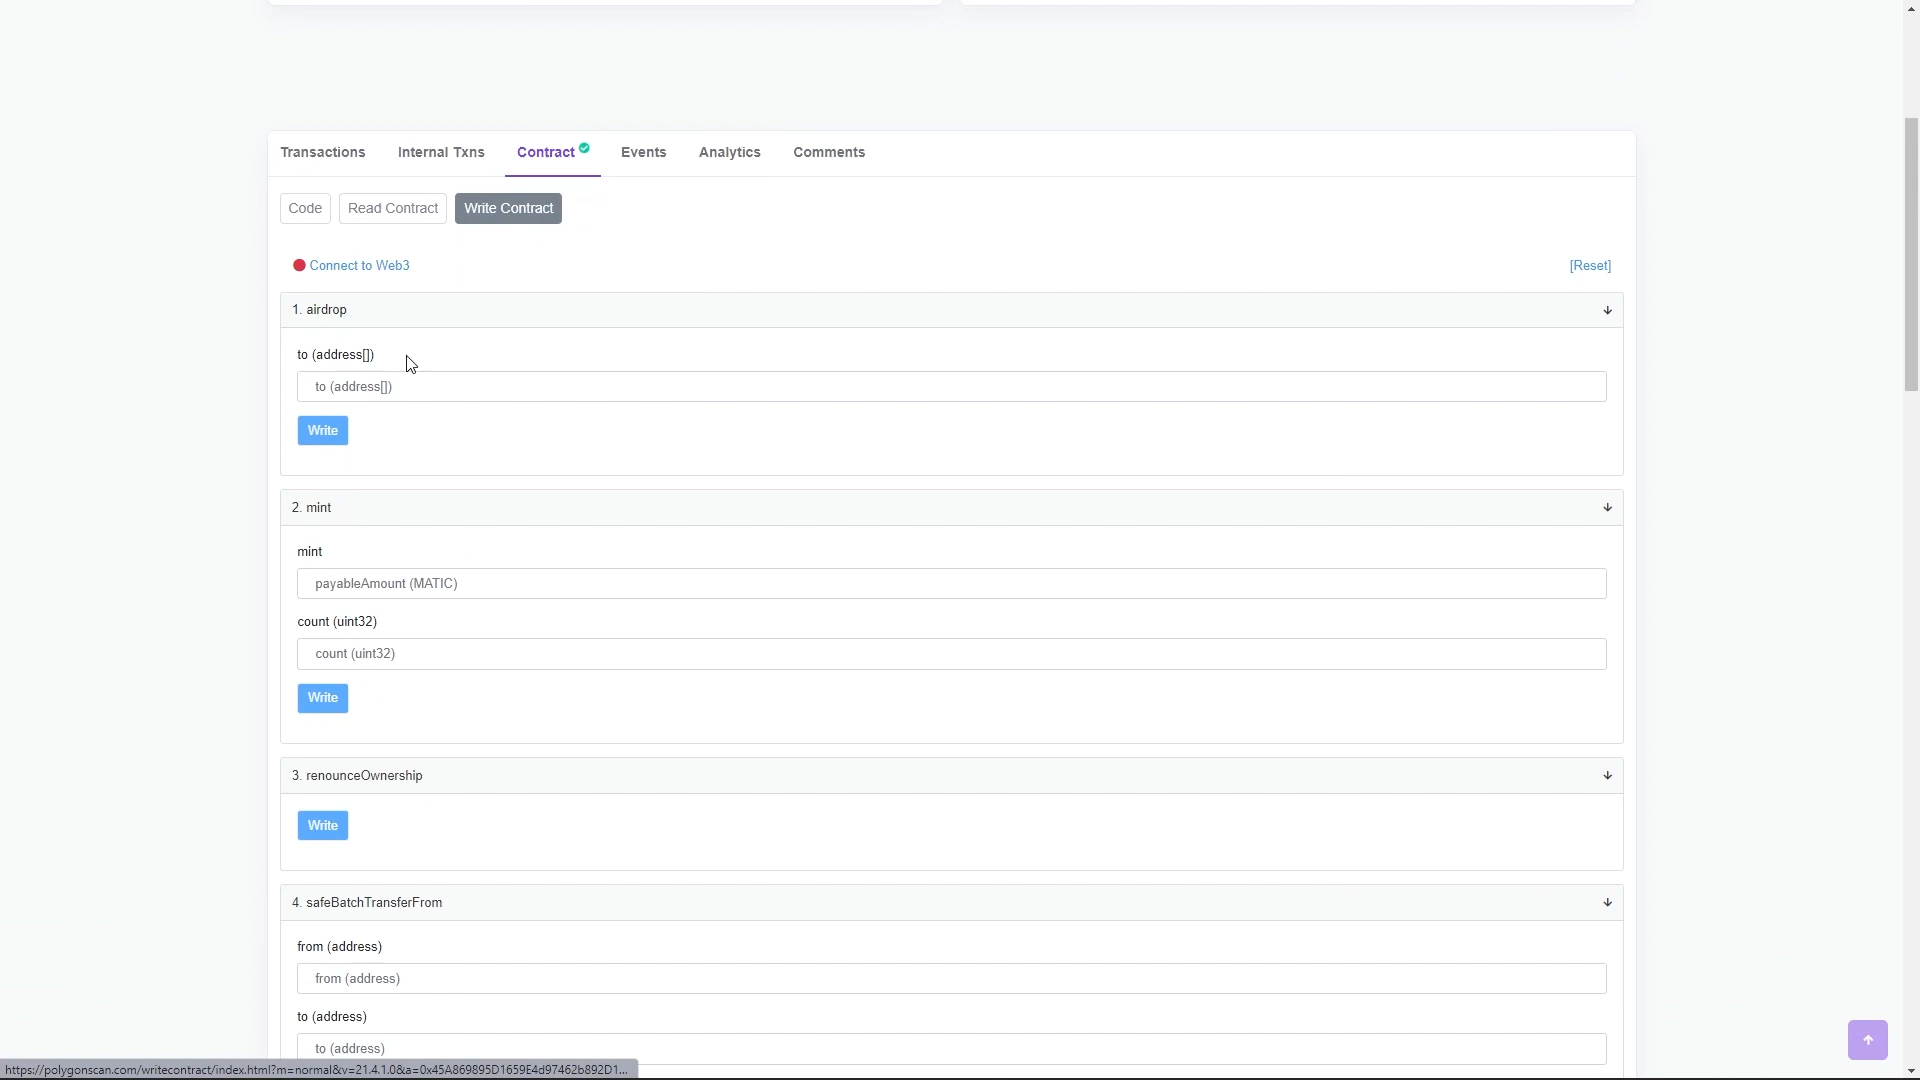 Transactions Internal Txns Contract Events Analytics Comments
Code Read Contract Write Contract
Connect to Web3 [Reset]
1. airdrop
to (address[])
to (address[])
Write
2. mint
mint
payableAmount (MATIC)
count (uint32)
count (uint32)
Write
3. renounceOwnership
Write
4. safeBatchTransferFrom
from (address)
from (address)
to (address)
to (address)
https://polygonscan.com/writecontract/index.html?m=normal&v=21.4.1.0&a=0x45A869895D1659E4d97462b892D1...